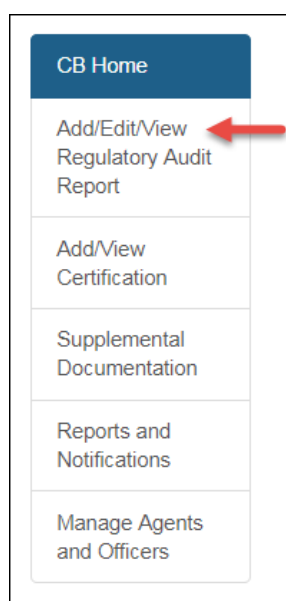 CB Home
Add/Edit/View
Regulatory Audit
Report
Add/View
Certification
Supplemental
Documentation
Reports and
Notifications
Manage Agents
and Officers